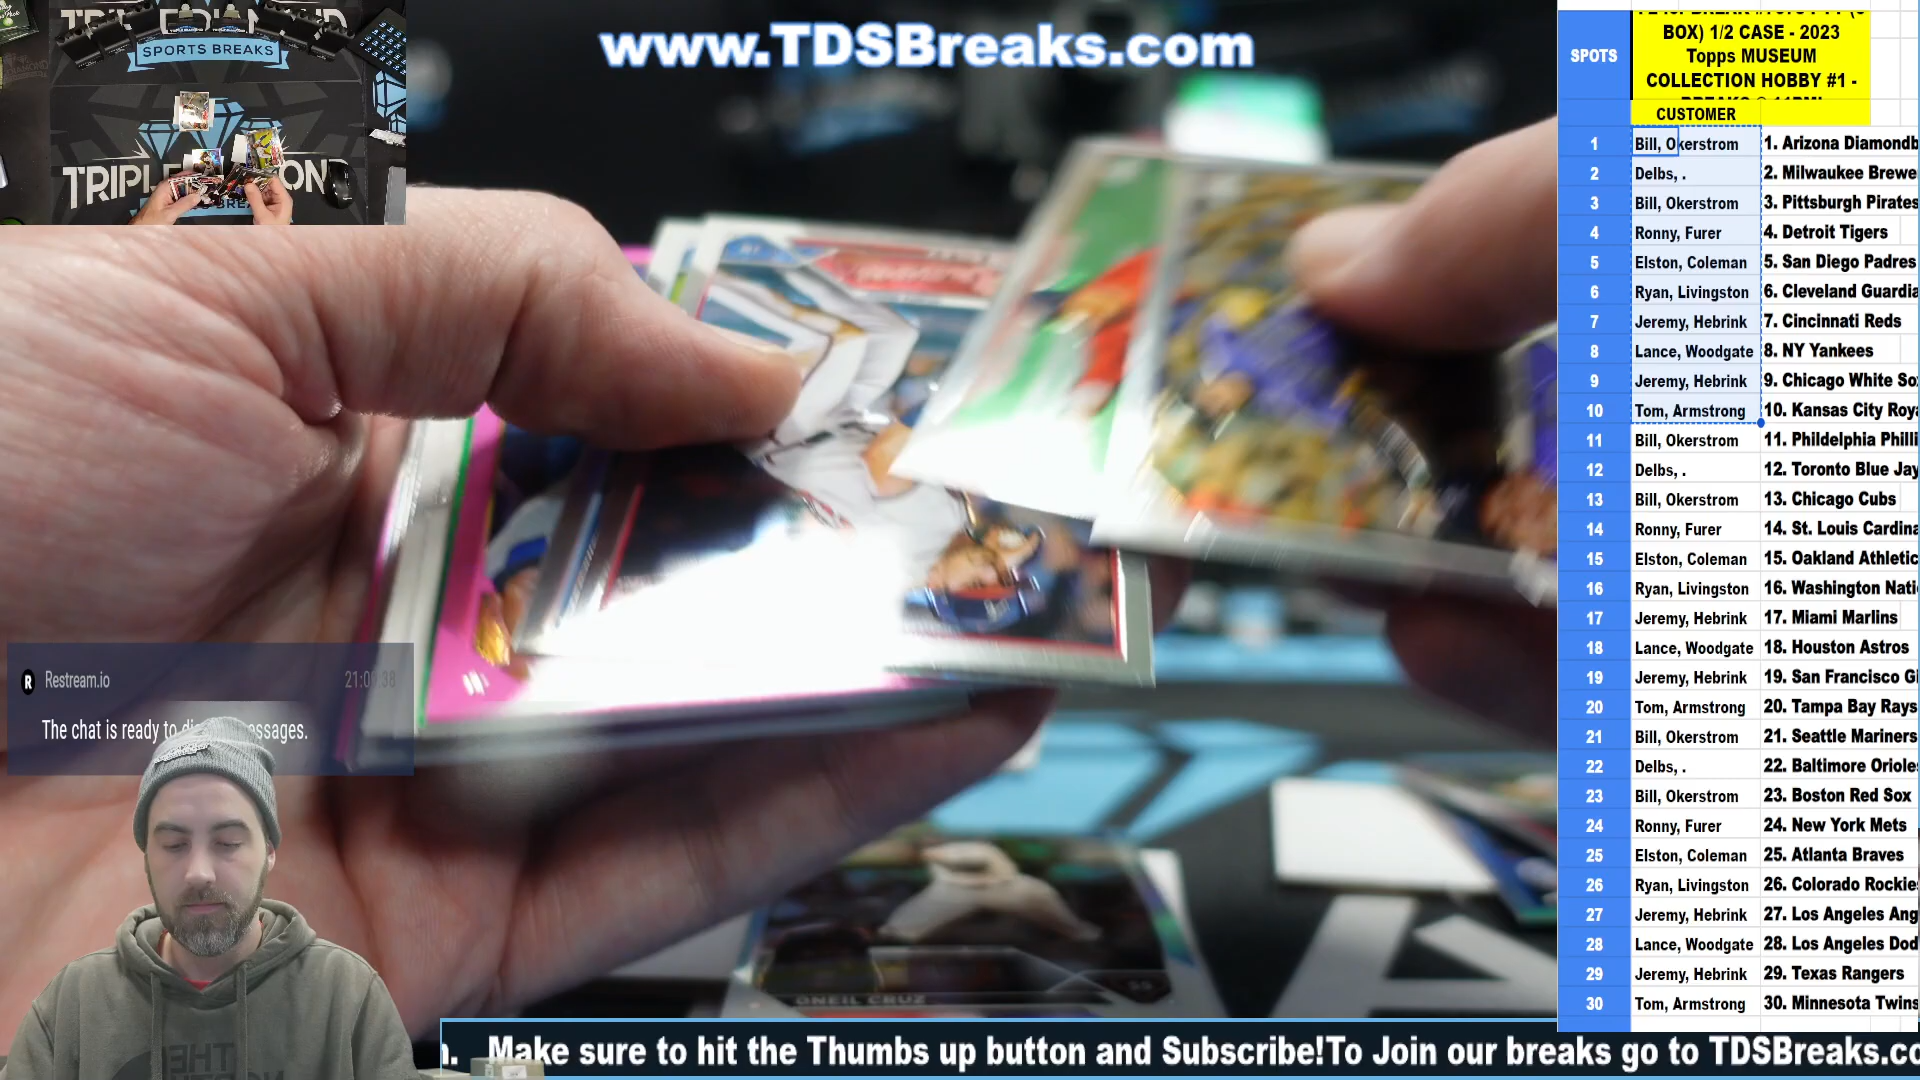 SPORTS BREAKS
www.TDSBreaks.com
SPOTS
BOX) 1/2 CASE - 2023
Topps MUSEUM
COLLECTION HOBBY #1 -
CUSTOMER
1 Bill, Okerstrom 1. Arizona Diamondb
2 Delbs, . 2. Milwaukee Brewe
3 Bill, Okerstrom 3. Pittsburgh Pirates
4 Ronny, Furer 4. Detroit Tigers
5 Elston, Coleman 5. San Diego Padres
6 Ryan, Livingston 6. Cleveland Guardia
7 Jeremy, Hebrink 7. Cincinnati Reds
8 Lance, Woodgate 8. NY Yankees
9 Jeremy, Hebrink 9. Chicago White So
10 Tom, Armstrong 10. Kansas City Roya
11 Bill, Okerstrom 11. Phildelphia Philli
12 Delbs, . 12. Toronto Blue Jay
13 Bill, Okerstrom 13. Chicago Cubs
14 Ronny, Furer 14. St. Louis Cardina
15 Elston, Coleman 15. Oakland Athletic
16 Ryan, Livingston 16. Washington Nati
17 Jeremy, Hebrink 17. Miami Marlins
18 Lance, Woodgate 18. Houston Astros
19 Jeremy, Hebrink 19. San Francisco Gi
20 Tom, Armstrong 20. Tampa Bay Rays
21 Bill, Okerstrom 21. Seattle Mariners
22 Delbs, . 22. Baltimore Oriole
23 Bill, Okerstrom 23. Boston Red Sox
24 Ronny, Furer 24. New York Mets
25 Elston, Coleman 25. Atlanta Braves
26 Ryan, Livingston 26. Colorado Rockie
27 Jeremy, Hebrink 27. Los Angeles Ang
28 Lance, Woodgate 28. Los Angeles Dod
29 Jeremy, Hebrink 29. Texas Rangers
30 Tom, Armstrong 30. Minnesota Twins
R Restream.io
The chat is ready to
ONEIL CRUZ
THE
Make sure to hit the Thumbs up button and Subscribe!To Join our breaks go to TDSBreaks.co